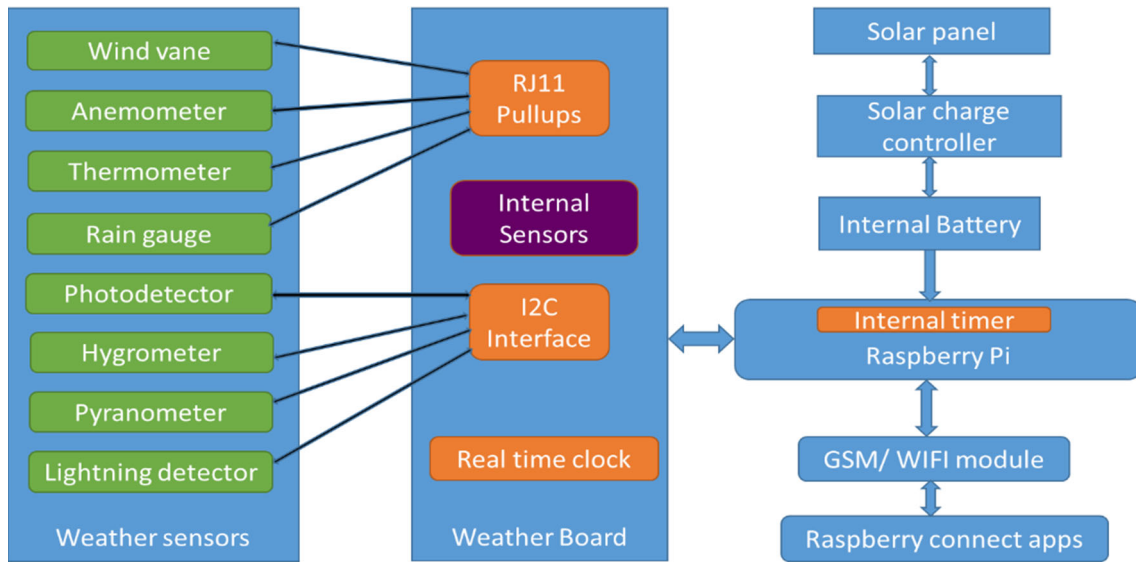 Wind vane
Anemometer
Thermometer
Rain gauge
Photodetector
Hygrometer
Pyranometer
Lightning detector
Weather sensors
RJ11
Pullups
Internal
Sensors
I2C
Interface
Real time clock
Weather Board
Solar panel
Solar charge
controller
Internal Battery
Internal timer
Raspberry Pi
GSM/ WIFI module
Raspberry connect apps